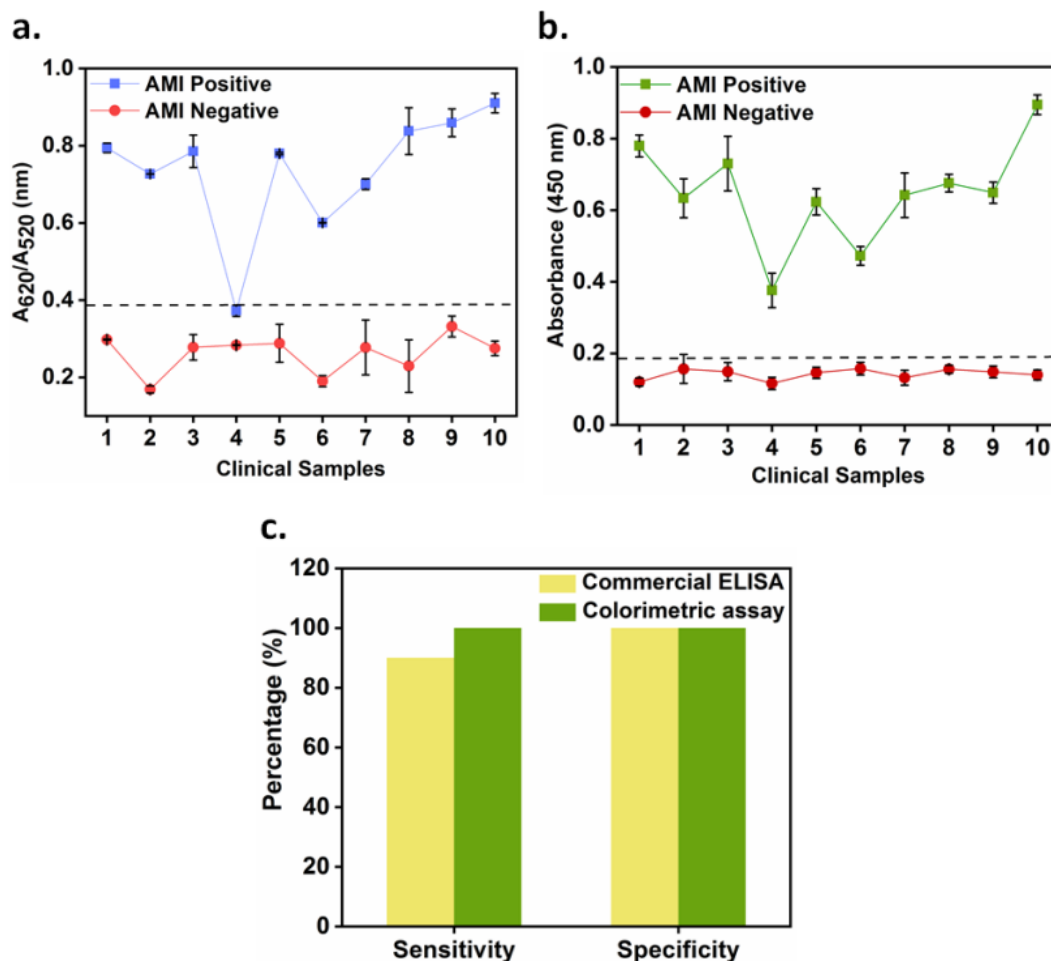 a.
AMI Positive
AMI Negative
1.0
0.8
0.6
0.4
0.2
A620/A520 (nm)
1 2 3 4 5 6 7 8 9 10
Clinical Samples
b.
AMI Positive
AMI Negative
1.0
0.8
0.6
0.4
0.2
0.0
Absorbance (450 nm)
1 2 3 4 5 6 7 8 9 10
Clinical Samples
c.
Commercial ELISA
Colorimetric assay
120
100
80
60
40
20
0
Percentage (%)
Sensitivity Specificity